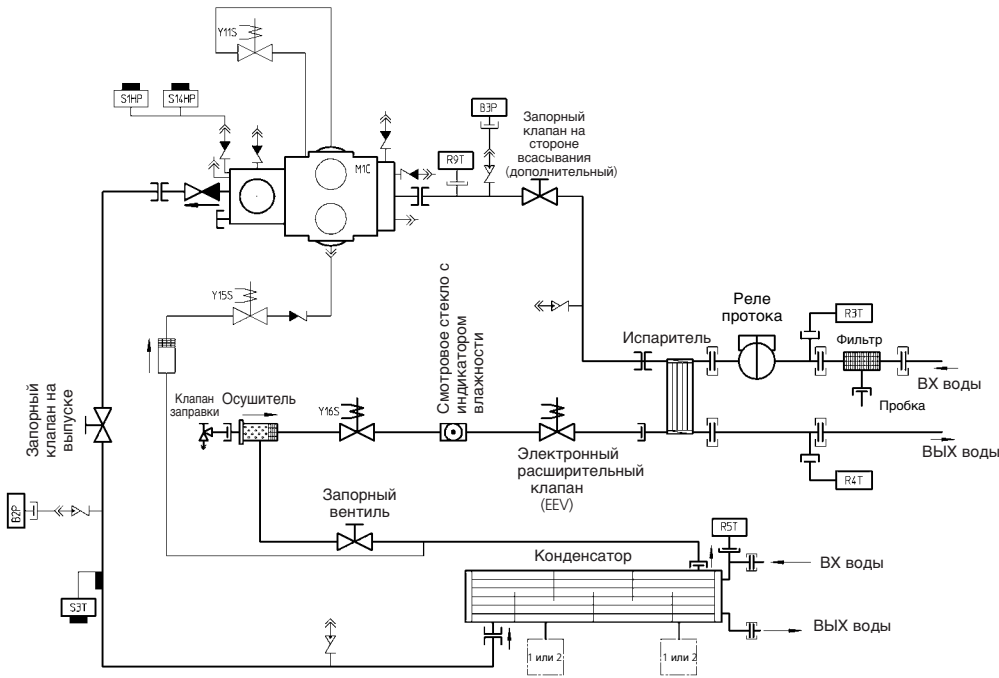 Y11S
S1HP
S14HP
M1C
R9T
B3P
Запорный
клапан на
стороне
всасывания
(дополнительный)
Y15S
Реле
протока
R3T
Испаритель
Фильтр
ВХ воды
Пробка
Запорный
клапан на
выпуске
Клапан
заправки
Осушитель
Y16S
Смотровое стекло с
индикатором
влажности
Электронный
расширительный
клапан
(EEV)
ВЫХ воды
R4T
B2P
Запорный
вентиль
R5T
Конденсатор
ВХ воды
S3T
ВЫХ воды
1 или 2
1 или 2